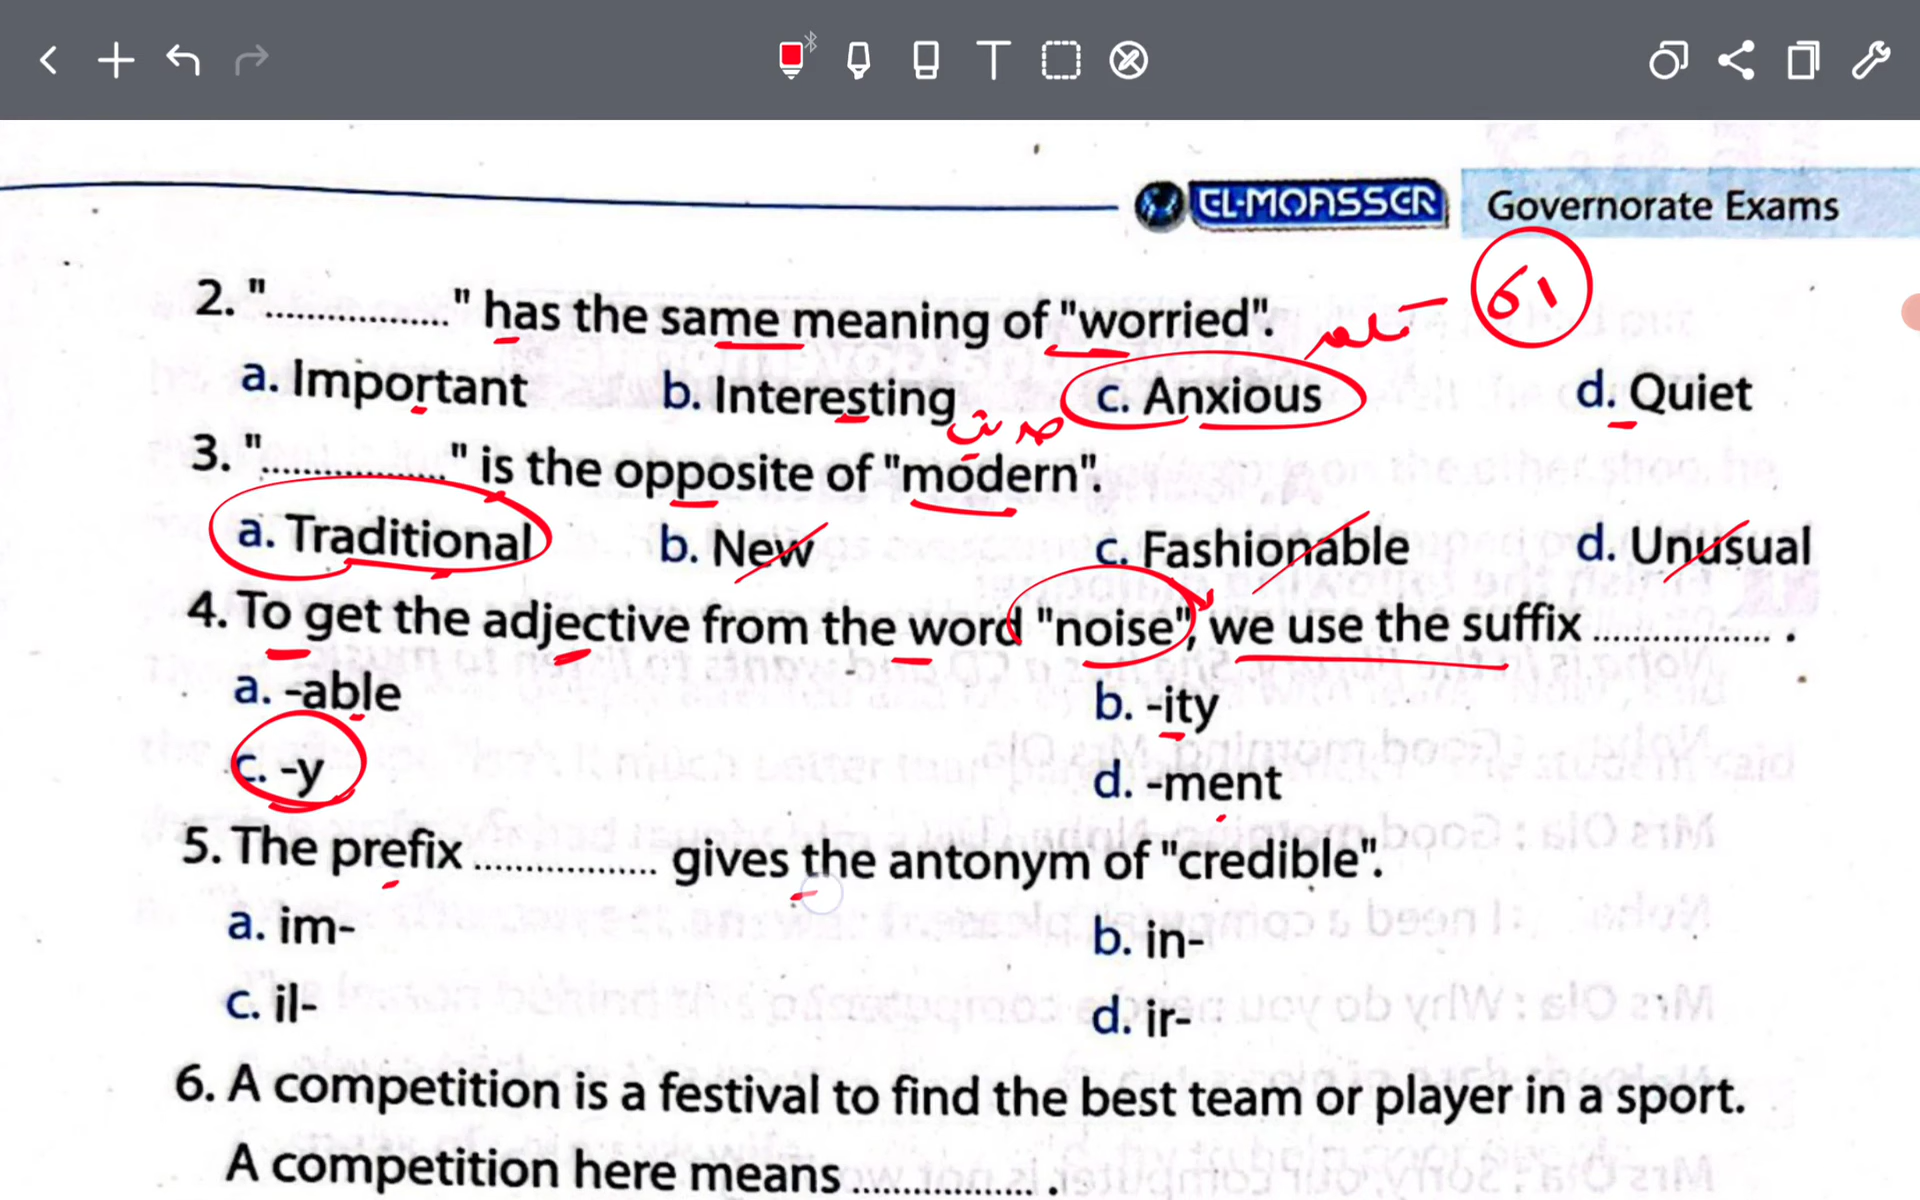 EL-MOASSER Governorate Exams
61
2. ".................." has the same meaning of "worried". قلق
a. Important b. Interesting c. Anxious d. Quiet
حديث
3. ".................." is the opposite of "modern".
a. Traditional b. New c. Fashionable d. Unusual
4. To get the adjective from the word "noise", we use the suffix .................. .
a. -able b. -ity
c. -y d. -ment
5. The prefix .................. gives the antonym of "credible".
a. im- b. in-
c. il- d. ir-
6. A competition is a festival to find the best team or player in a sport.
A competition here means .................. .